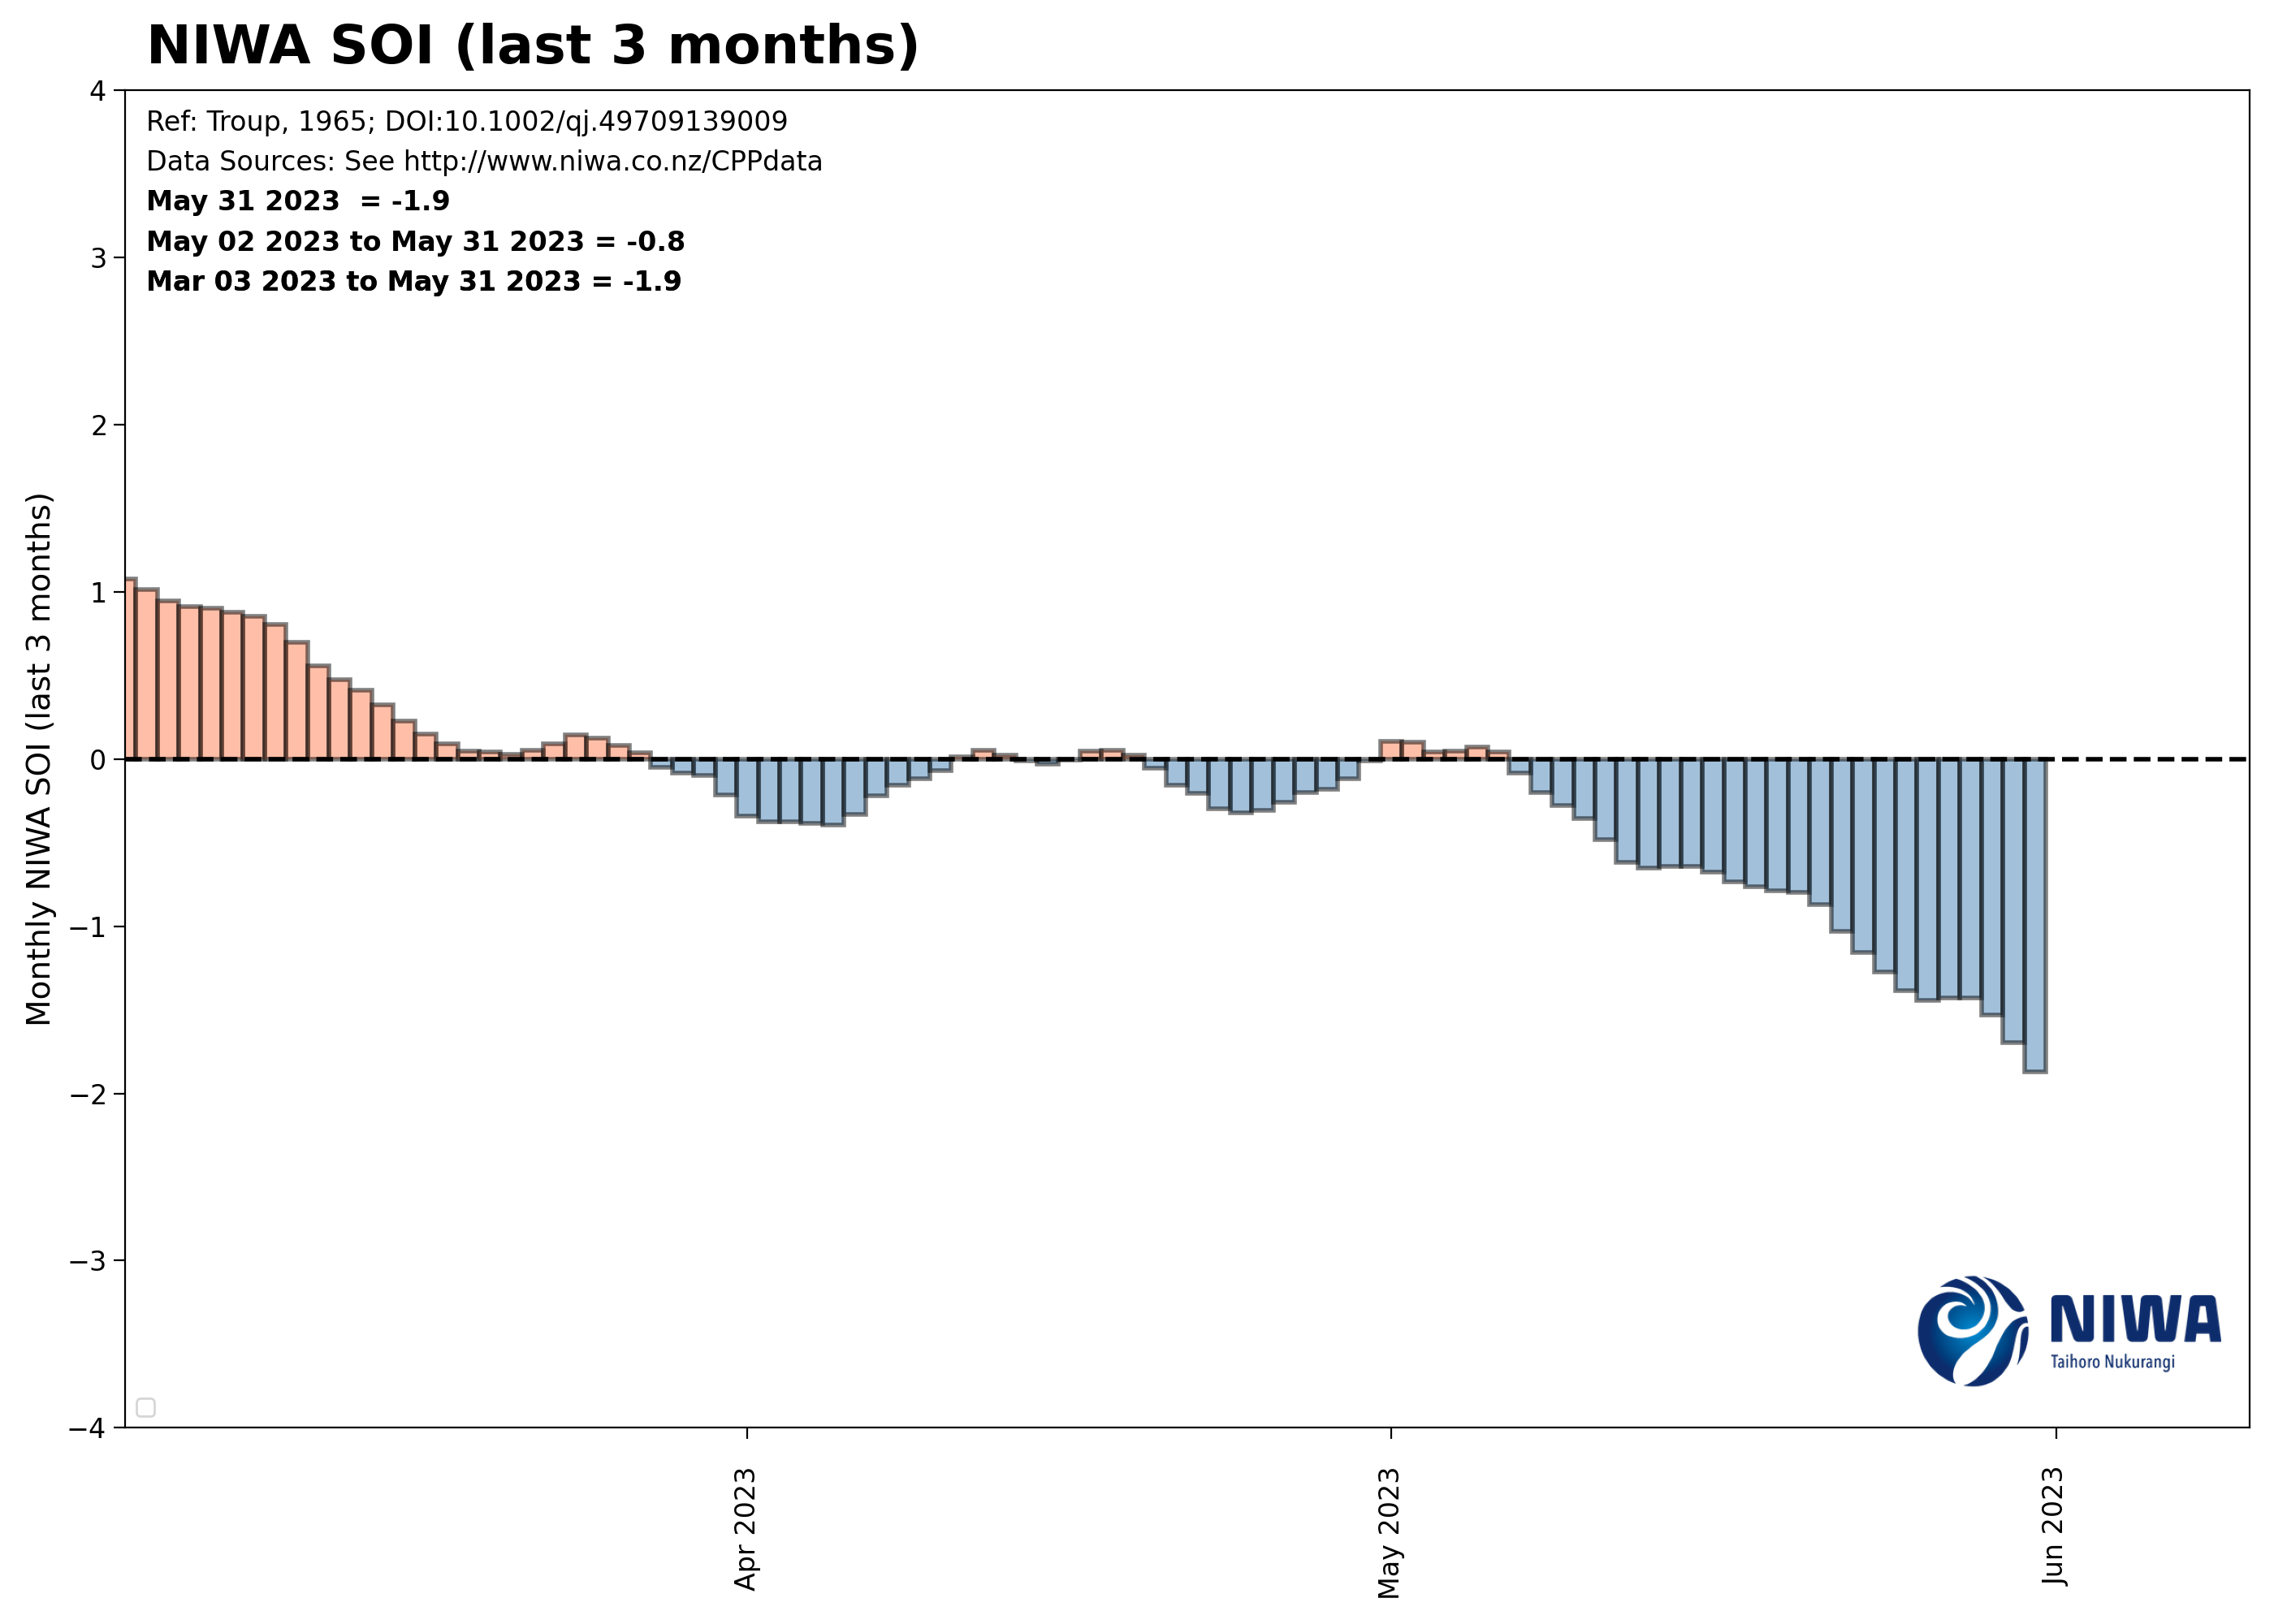 NIWA SOI (last 3 months)
Ref: Troup, 1965; DOI:10.1002/qj.49709139009
Data Sources: See http://www.niwa.co.nz/CPPdata
May 31 2023  = -1.9
May 02 2023 to May 31 2023 = -0.8
Mar 03 2023 to May 31 2023 = -1.9
Monthly NIWA SOI (last 3 months)
4
3
2
1
0
−1
−2
−3
−4
Apr 2023
May 2023
Jun 2023
NIWA
Taihoro Nukurangi